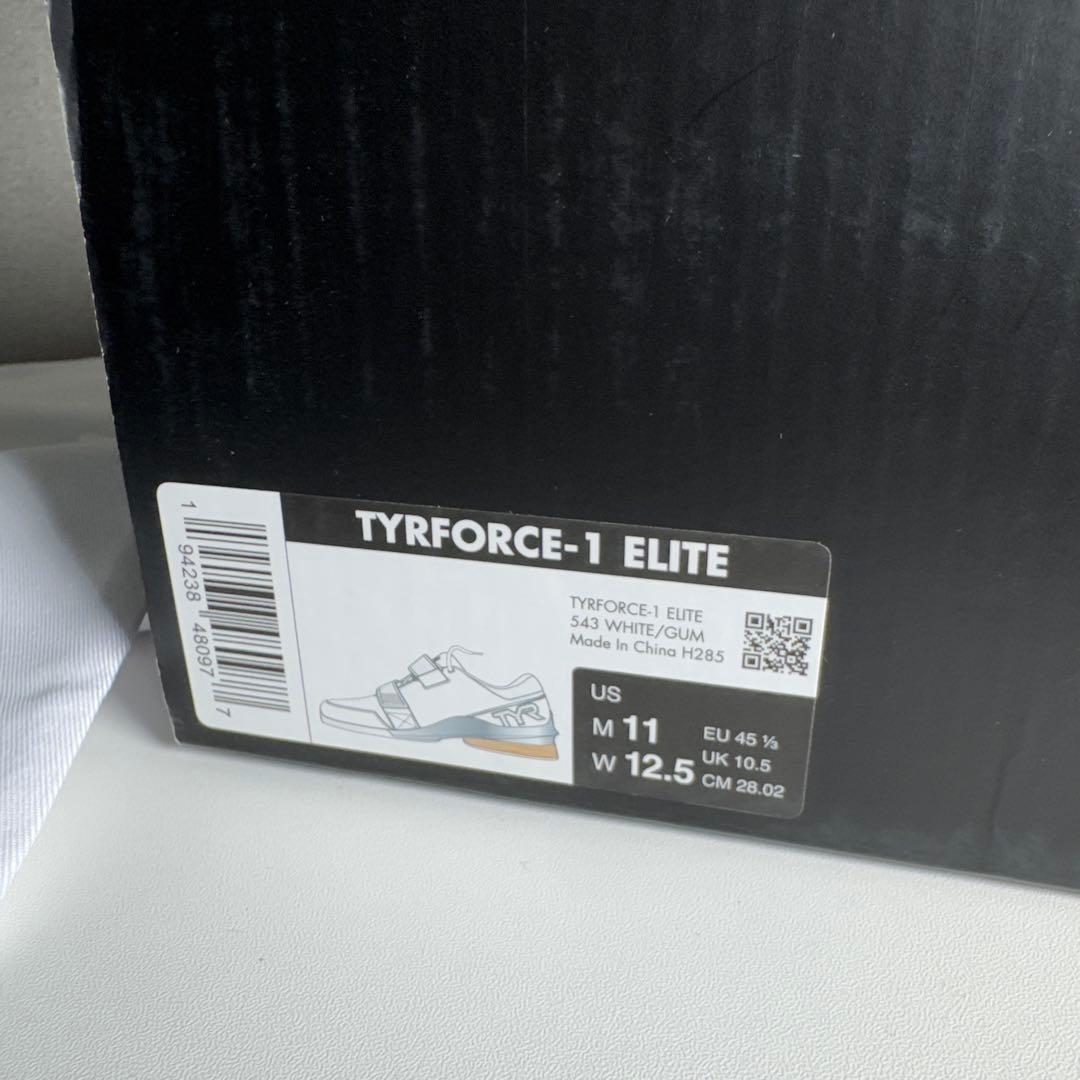 TYRFORCE-1 ELITE
TYRFORCE-1 ELITE
543 WHITE/GUM
Made In China H285
US
M 11
W 12.5
EU 45 ⅓
UK 10.5
CM 28.02
TYR
1 94238 48097 7